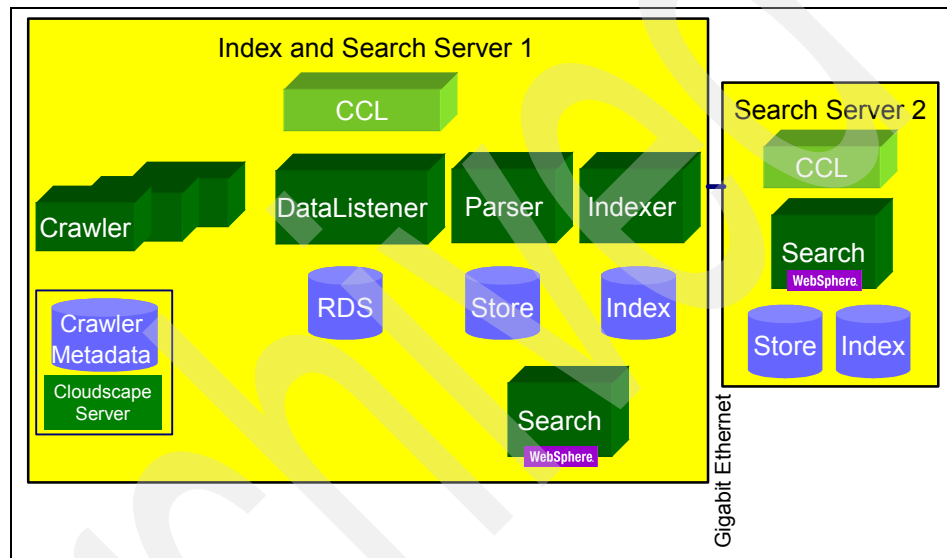 Index and Search Server 1
CCL
Crawler
DataListener
Parser
Indexer
RDS
Store
Index
Crawler
Metadata
Cloudscape
Server
Search
WebSphere.
Gigabit Ethernet
Search Server 2
CCL
Search
WebSphere.
Store
Index